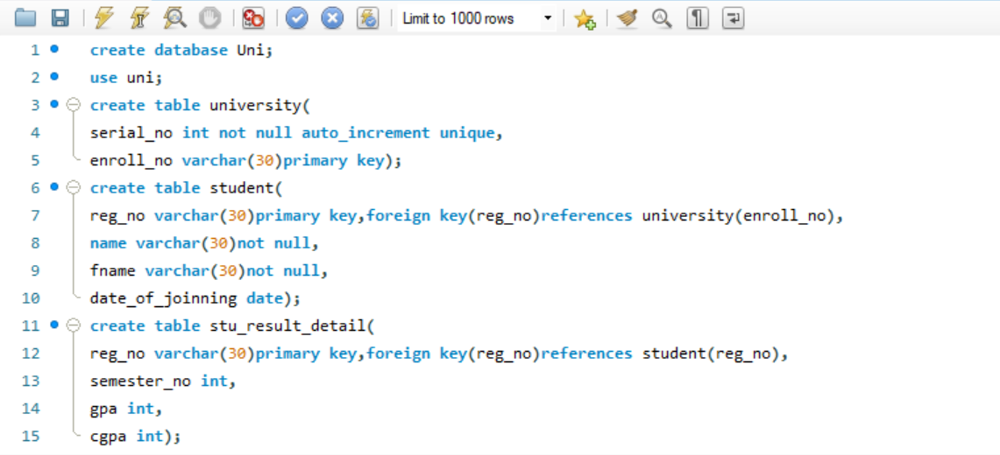 Limit to 1000 rows
1 create database Uni;
2 use uni;
3 create table university(
4 serial_no int not null auto_increment unique,
5 enroll_no varchar(30)primary key);
6 create table student(
7 reg_no varchar(30)primary key,foreign key(reg_no)references university(enroll_no),
8 name varchar(30)not null,
9 fname varchar(30)not null,
10 date_of_joinning date);
11 create table stu_result_detail(
12 reg_no varchar(30)primary key,foreign key(reg_no)references student(reg_no),
13 semester_no int,
14 gpa int,
15 cgpa int);